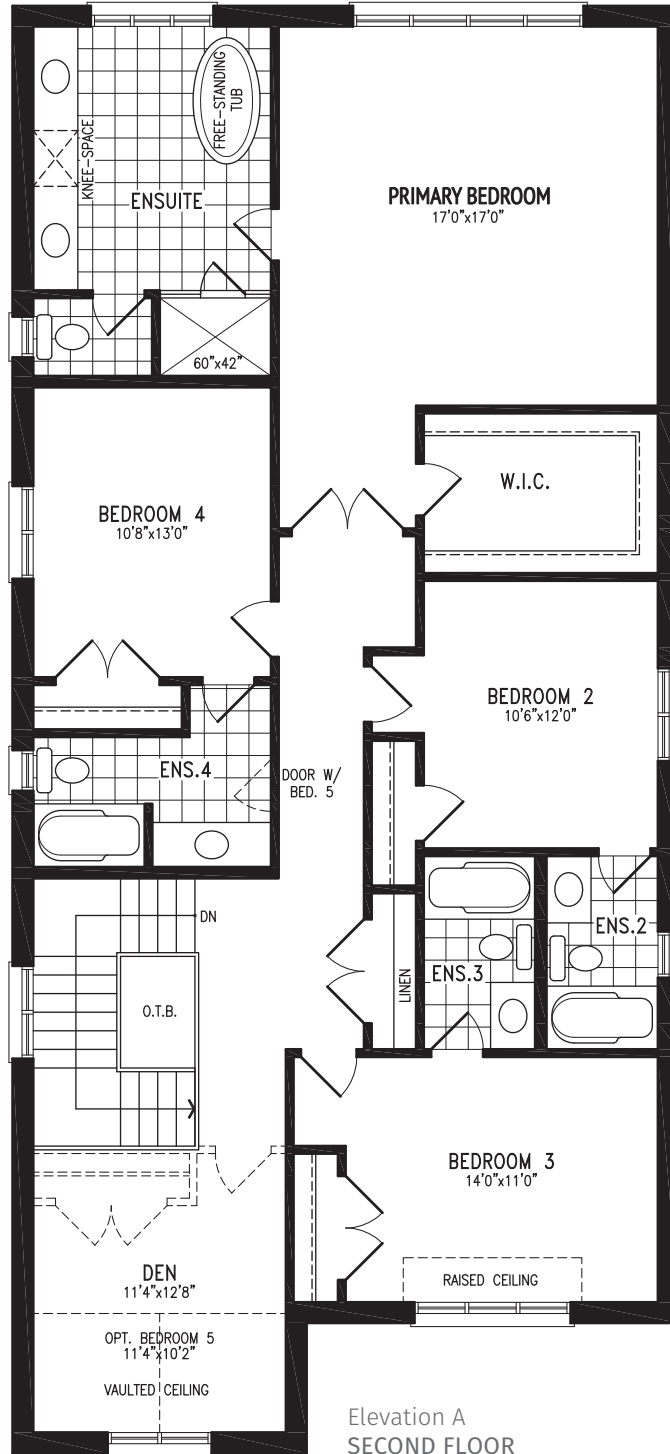 FREE-STANDING
TUB
KNEE-SPACE
ENSUITE
PRIMARY BEDROOM
17'0"x17'0"
60"x42"
W.I.C.
BEDROOM 4
10'8"x13'0"
BEDROOM 2
10'6"x12'0"
ENS.4
DOOR W/
BED. 5
DN
O.T.B.
LINEN
ENS.3
ENS.2
BEDROOM 3
14'0"x11'0"
RAISED CEILING
DEN
11'4"x12'8"
OPT. BEDROOM 5
11'4"x10'2"
VAULTED CEILING
Elevation A
SECOND FLOOR